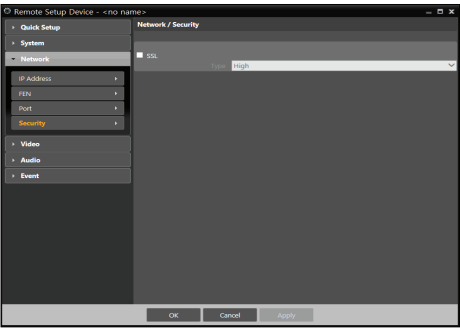 Remote Setup Device - <no name>
Quick Setup
System
Network
IP Address
FEN
Port
Security
Video
Audio
Event
Network / Security
SSL
Type High
OK Cancel Apply